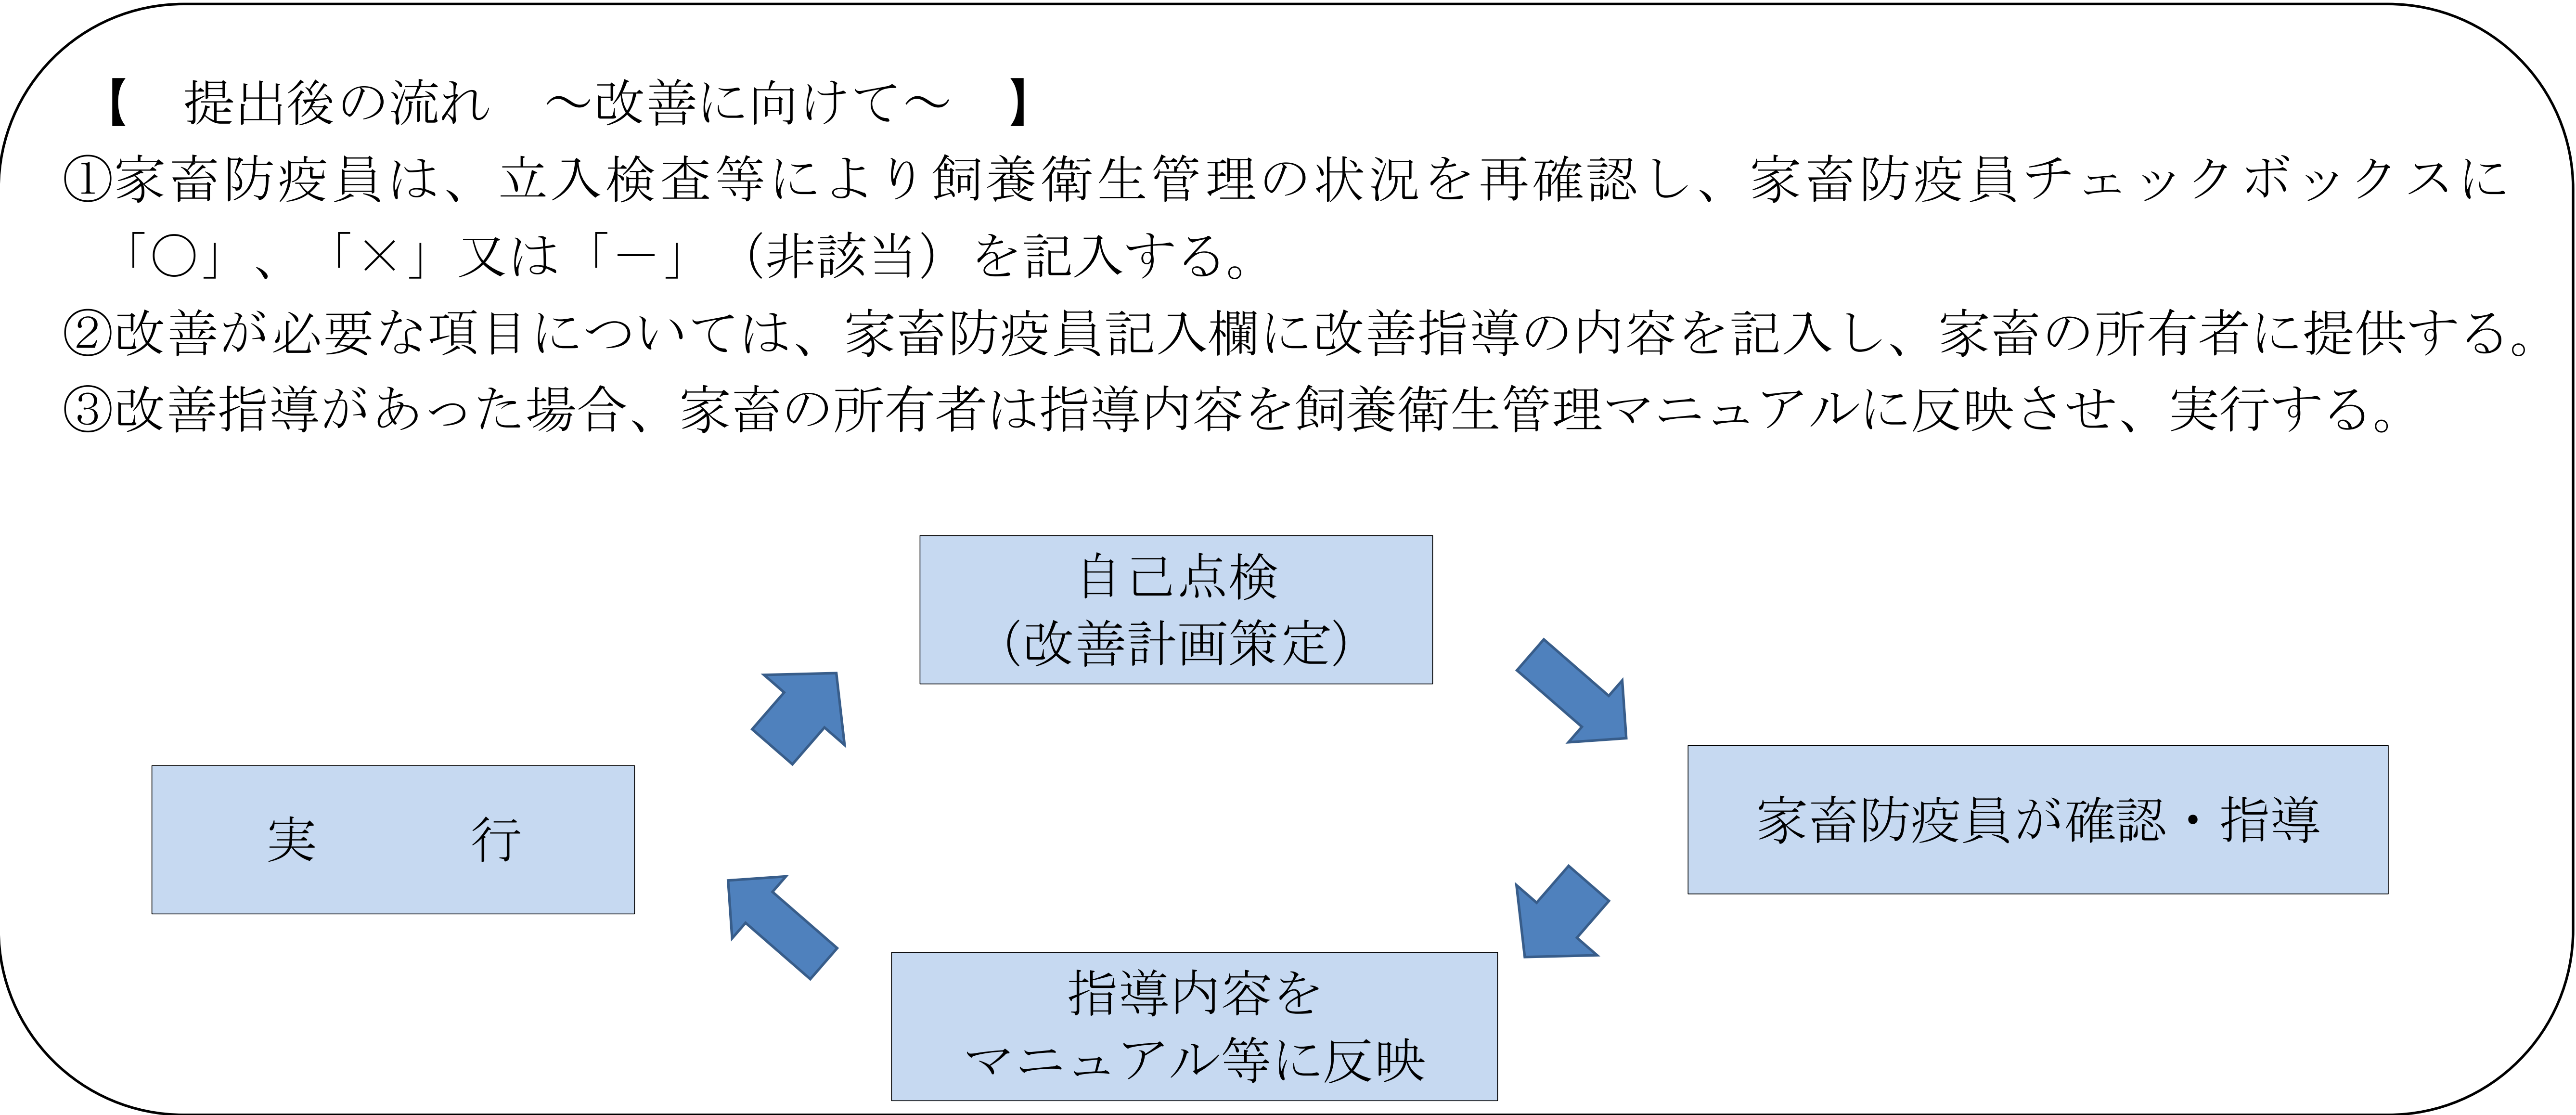 【　提出後の流れ　～改善に向けて～　】
①家畜防疫員は、立入検査等により飼養衛生管理の状況を再確認し、家畜防疫員チェックボックスに
「○」、「×」又は「－」（非該当）を記入する。
②改善が必要な項目については、家畜防疫員記入欄に改善指導の内容を記入し、家畜の所有者に提供する。
③改善指導があった場合、家畜の所有者は指導内容を飼養衛生管理マニュアルに反映させ、実行する。
自己点検
（改善計画策定）
家畜防疫員が確認・指導
実　　　行
指導内容を
マニュアル等に反映